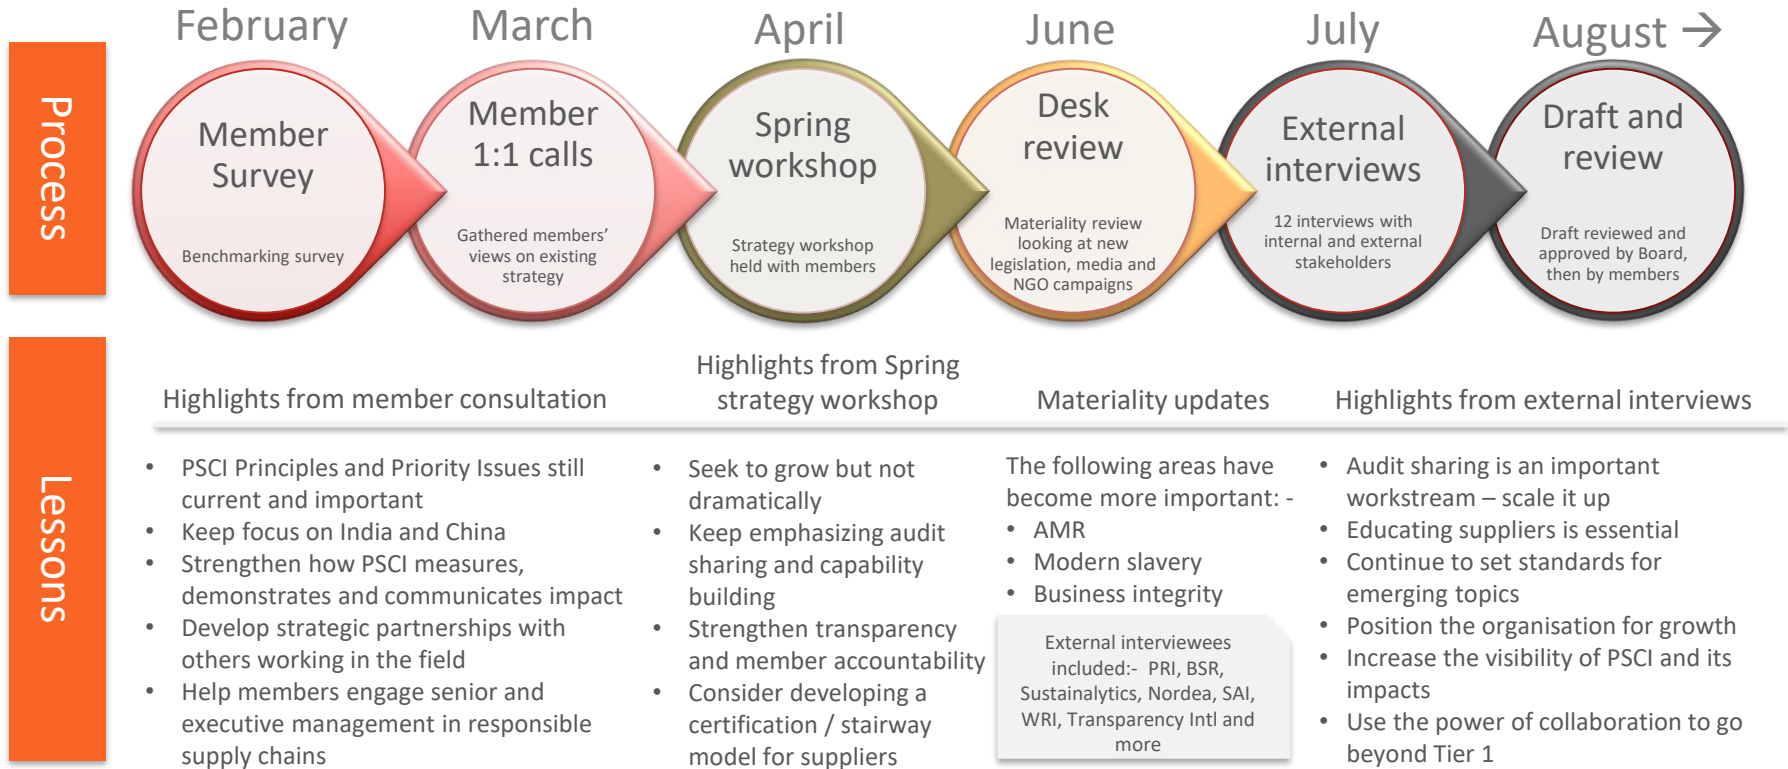 February
March
April
June
July
August →
Process
Member
Survey
Benchmarking survey
Member
1:1 calls
Gathered members'
views on existing
strategy
Spring
workshop
Strategy workshop
held with members
Desk
review
Materiality review
looking at new
legislation, media and
NGO campaigns
External
interviews
12 interviews with
internal and external
stakeholders
Draft and
review
Draft reviewed and
approved by Board,
then by members
Lessons
Highlights from member consultation
• PSCI Principles and Priority Issues still
current and important
• Keep focus on India and China
• Strengthen how PSCI measures,
demonstrates and communicates impact
• Develop strategic partnerships with
others working in the field
• Help members engage senior and
executive management in responsible
supply chains
Highlights from Spring
strategy workshop
• Seek to grow but not
dramatically
• Keep emphasizing audit
sharing and capability
building
• Strengthen transparency
and member accountability
• Consider developing a
certification / stairway
model for suppliers
Materiality updates
The following areas have
become more important: -
• AMR
• Modern slavery
• Business integrity
External interviewees
included:- PRI, BSR,
Sustainalytics, Nordea, SAI,
WRI, Transparency Intl and
more
Highlights from external interviews
• Audit sharing is an important
workstream – scale it up
• Educating suppliers is essential
• Continue to set standards for
emerging topics
• Position the organisation for growth
• Increase the visibility of PSCI and its
impacts
• Use the power of collaboration to go
beyond Tier 1